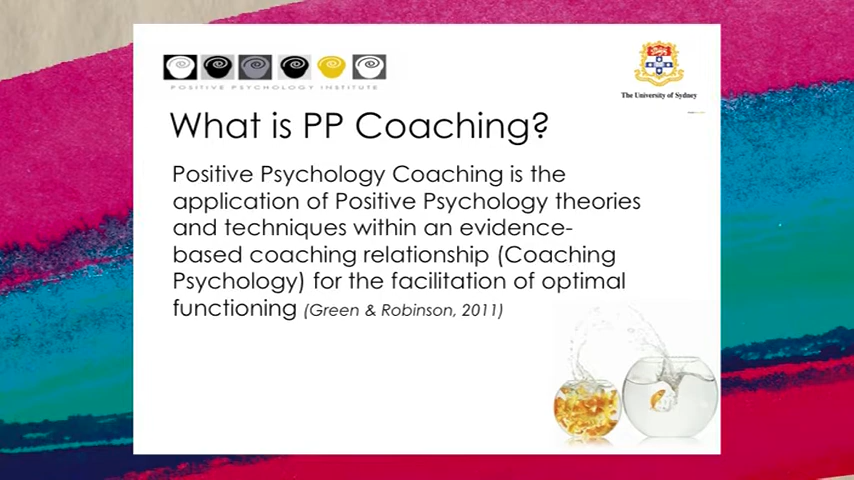 POSITIVE PSYCHOLOGY INSTITUTE
The University of Sydney
What is PP Coaching?
Positive Psychology Coaching is the
application of Positive Psychology theories
and techniques within an evidence-
based coaching relationship (Coaching
Psychology) for the facilitation of optimal
functioning (Green & Robinson, 2011)